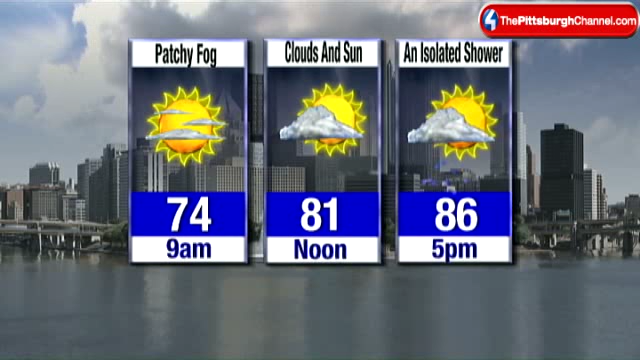 4 ThePittsburghChannel.com
Patchy Fog
Clouds And Sun
An Isolated Shower
74
81
86
9am
Noon
5pm